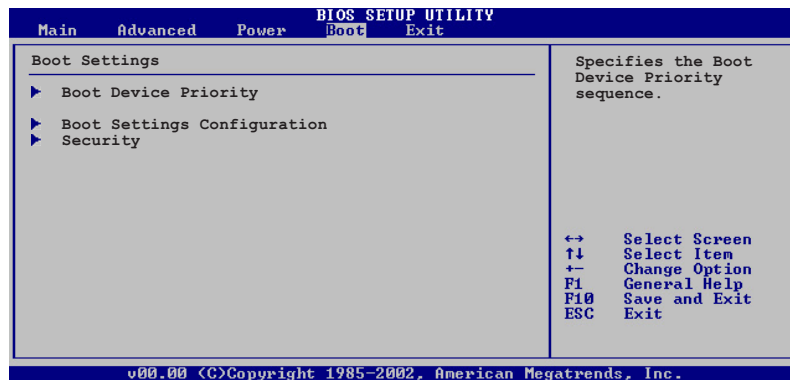 BIOS SETUP UTILITY
Main Advanced Power Boot Exit
Boot Settings
Boot Device Priority
Boot Settings Configuration
Security
Specifies the Boot
Device Priority
sequence.
←→ Select Screen
↑↓ Select Item
+- Change Option
F1 General Help
F10 Save and Exit
ESC Exit
v00.00 (C)Copyright 1985-2002, American Megatrends, Inc.